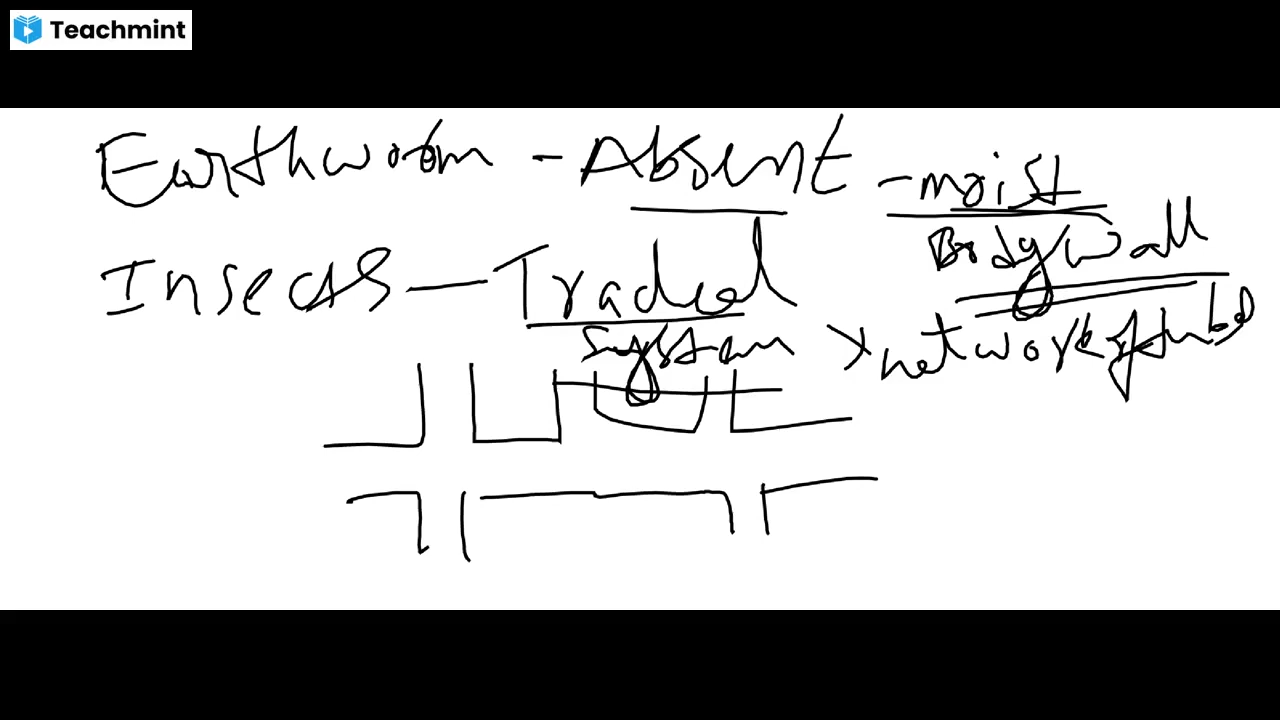 Teachmint
Earthworm - Absent - moist
Body wall
Insects - Tracheal
System > network of tubes